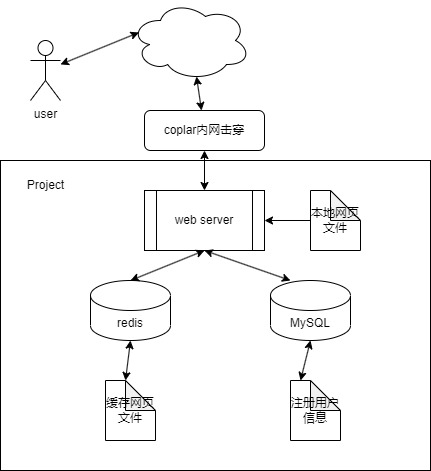 user
coplar内网击穿
Project
web server
本地网页
文件
redis
MySQL
缓存网页
文件
注册用户
信息